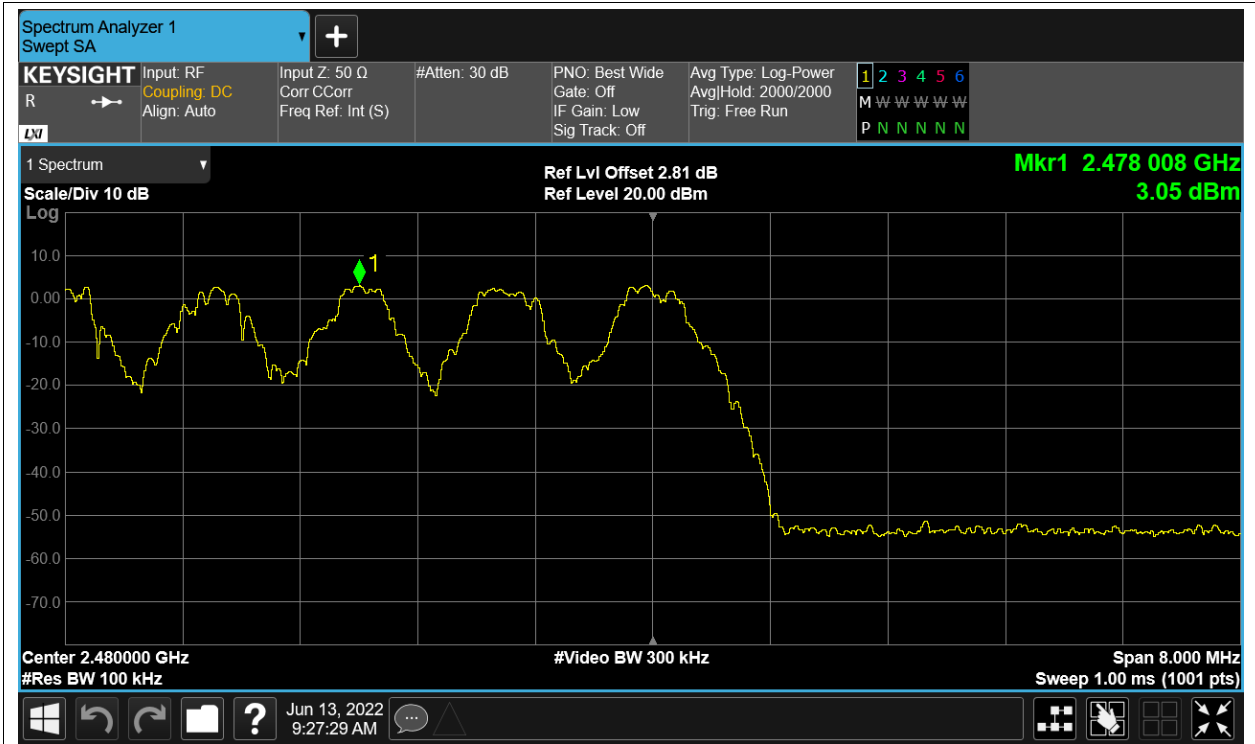 Spectrum Analyzer 1
Swept SA
+
KEYSIGHT
R
LXI
Input: RF
Coupling: DC
Align: Auto
Input Z: 50 Ω
Corr CCorr
Freq Ref: Int (S)
#Atten: 30 dB
PNO: Best Wide
Gate: Off
IF Gain: Low
Sig Track: Off
Avg Type: Log-Power
Avg|Hold: 2000/2000
Trig: Free Run
1 2 3 4 5 6
M W W W W W
P N N N N N
1 Spectrum
Scale/Div 10 dB
Log
Ref Lvl Offset 2.81 dB
Ref Level 20.00 dBm
Mkr1 2.478 008 GHz
3.05 dBm
1
10.0
0.00
-10.0
-20.0
-30.0
-40.0
-50.0
-60.0
-70.0
Center 2.480000 GHz
#Res BW 100 kHz
#Video BW 300 kHz
Span 8.000 MHz
Sweep 1.00 ms (1001 pts)
?
Jun 13, 2022
9:27:29 AM